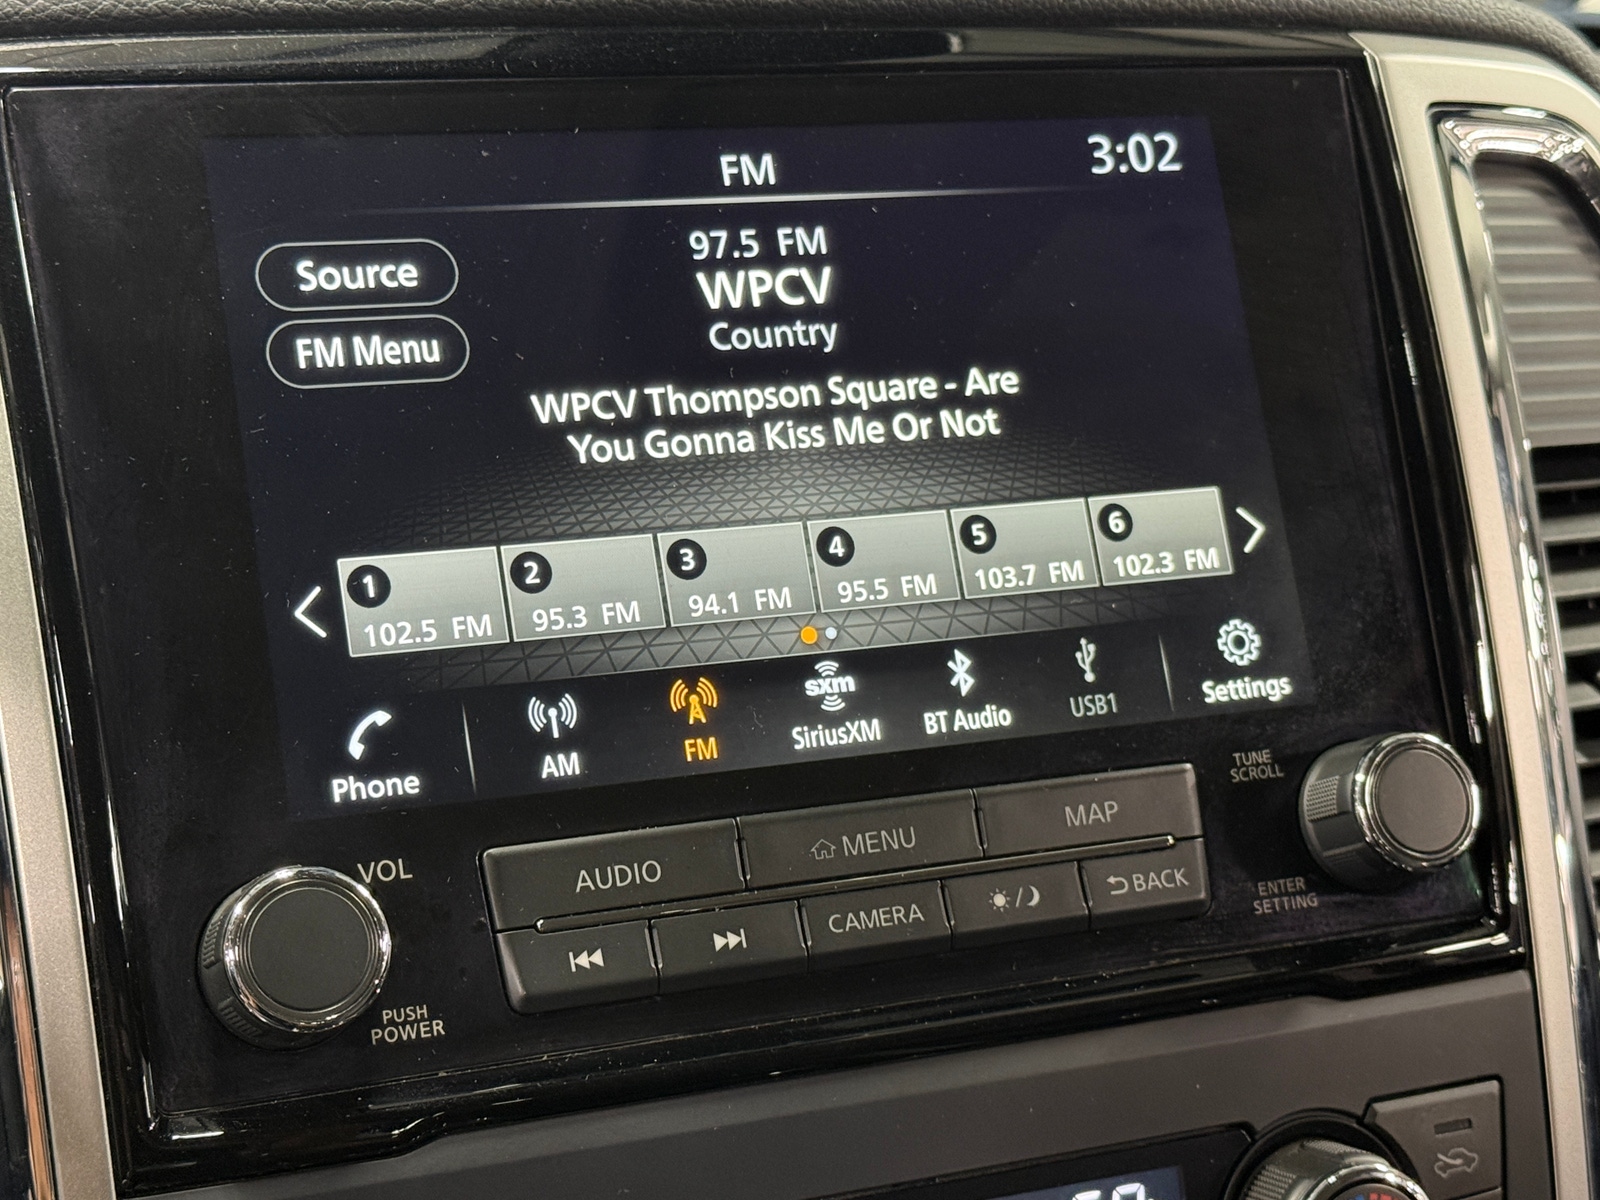 FM
3:02
Source
97.5 FM
WPCV
Country
FM Menu
WPCV Thompson Square - Are
You Gonna Kiss Me Or Not
1
102.5 FM
2
95.3 FM
3
94.1 FM
4
95.5 FM
5
103.7 FM
6
102.3 FM
Phone
AM
FM
sxm
SiriusXM
BT Audio
USB1
Settings
TUNE
SCROLL
VOL
AUDIO
MENU
MAP
CAMERA
BACK
ENTER
SETTING
PUSH
POWER